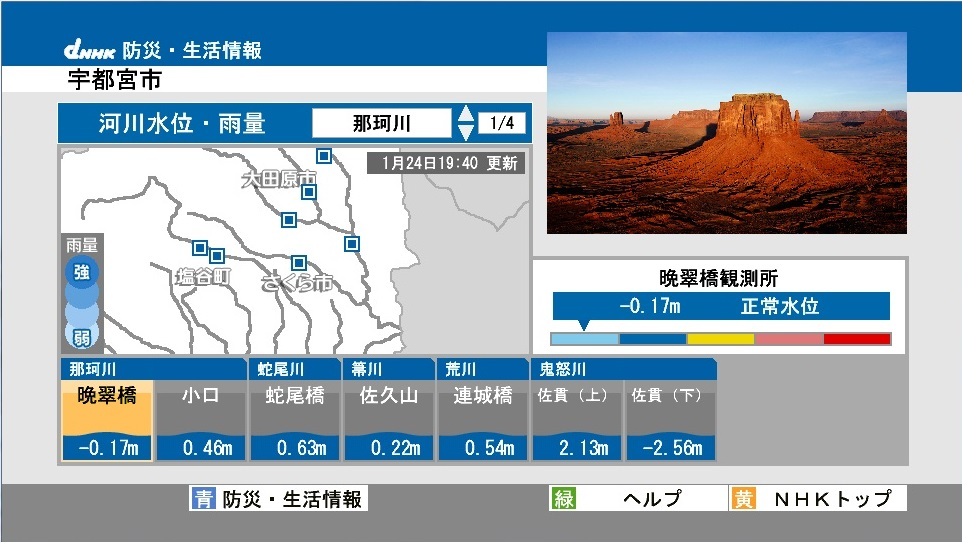 dNHK 防災・生活情報
宇都宮市
河川水位・雨量
那珂川
1/4
1月24日19:40 更新
大田原市
塩谷町
さくら市
雨量
強
弱
晩翠橋観測所
-0.17m 正常水位
那珂川 蛇尾川 箒川 荒川 鬼怒川
晩翠橋 小口 蛇尾橋 佐久山 連城橋 佐貫（上） 佐貫（下）
-0.17m 0.46m 0.63m 0.22m 0.54m 2.13m -2.56m
青 防災・生活情報 緑 ヘルプ 黄 NHKトップ